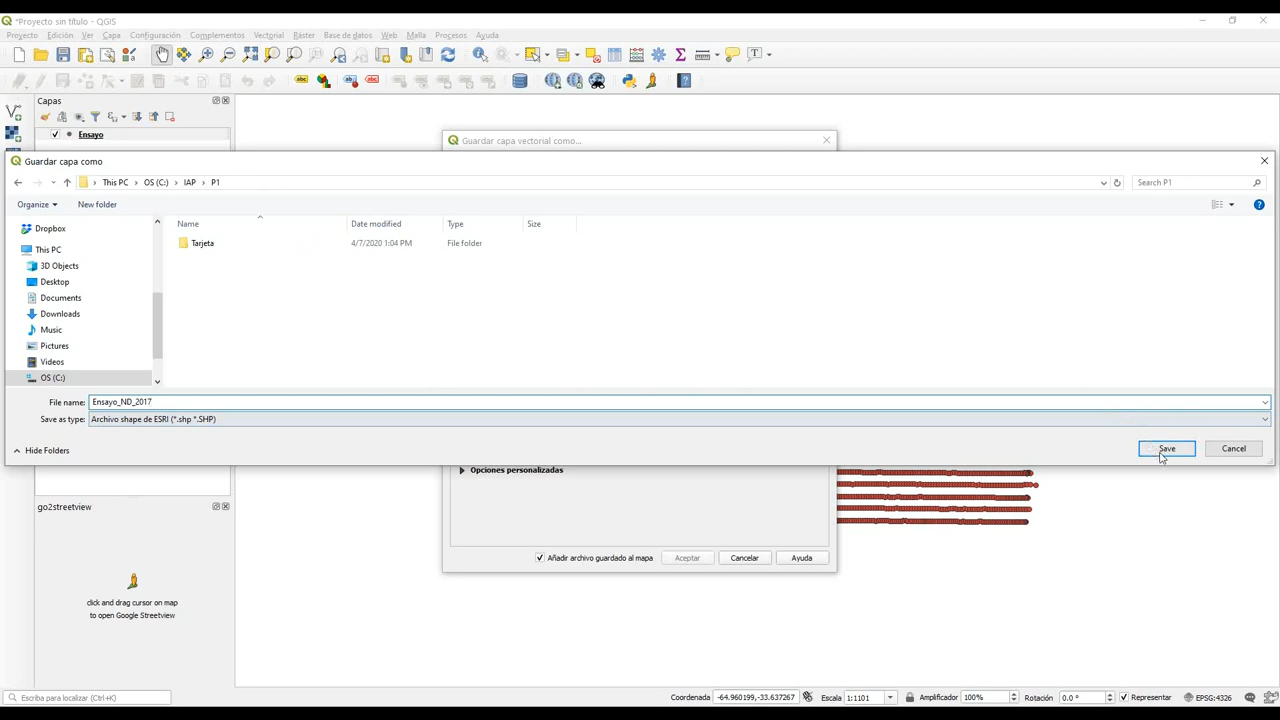 *Proyecto sin título - QGIS
Proyecto Edición Ver Capa Configuración Complementos Vectorial Ráster Base de datos Web Malla Procesos Ayuda
Capas
Ensayo
Guardar capa vectorial como...
Guardar capa como
This PC > OS (C:) > IAP > P1
Search P1
Organize
New folder
Name Date modified Type Size
Dropbox
Tarjeta 4/7/2020 1:04 PM File folder
This PC
3D Objects
Desktop
Documents
Downloads
Music
Pictures
Videos
OS (C:)
File name: Ensayo_ND_2017
Save as type: Archivo shape de ESRI (*.shp *.SHP)
Hide Folders
Save
Cancel
Opciones personalizadas
go2streetview
click and drag cursor on map
to open Google Streetview
Añadir archivo guardado al mapa
Aceptar
Cancelar
Ayuda
Escriba para localizar (Ctrl+K)
Coordenada -64.960199,-33.637267 Escala 1:1101 Amplificador 100% Rotación 0.0 ° Representar EPSG:4326